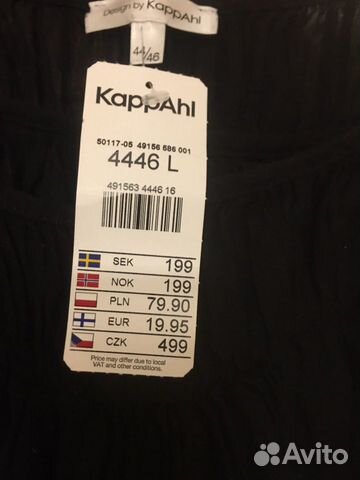 Design by KappAhl
44/46
KappAhl
50117-05 49156 586 001
4446 L
491563 4446 16
SEK 199
NOK 199
PLN 79.90
EUR 19.95
CZK 499
Price may differ due to local
VAT and other conditions.
Avito